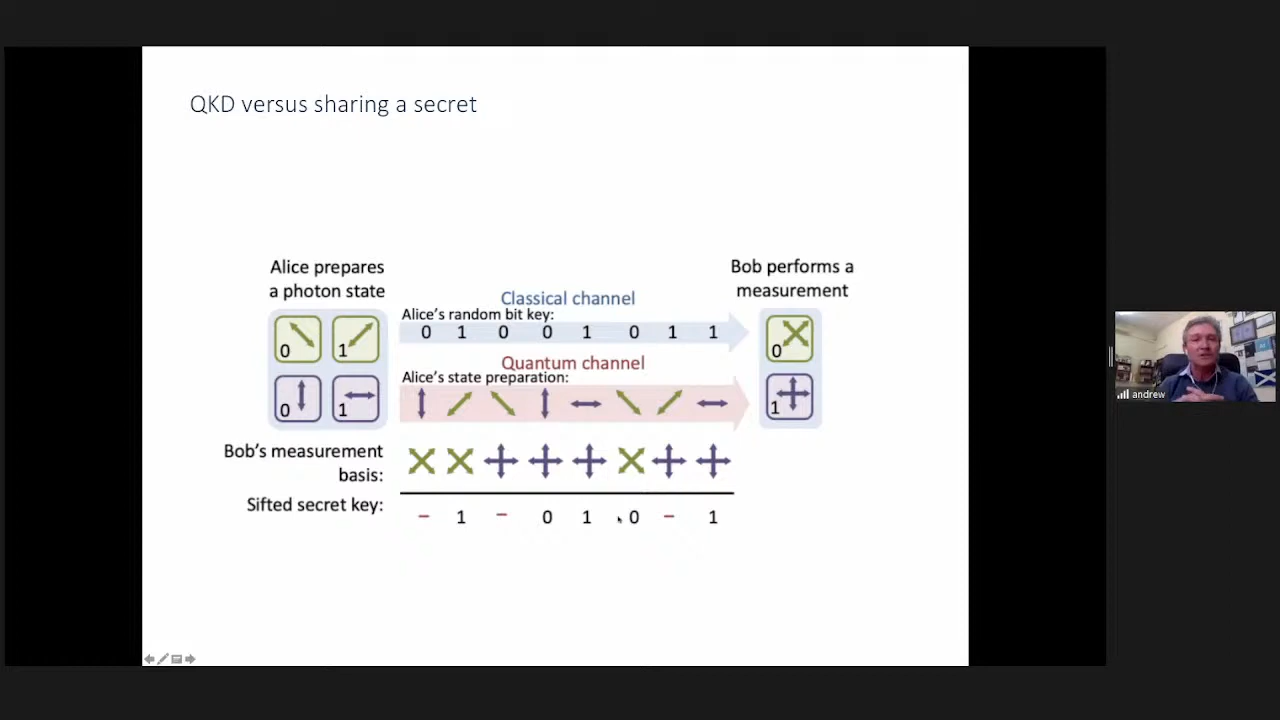 QKD versus sharing a secret
Alice prepares
a photon state
0 1
0 1
Classical channel
Alice's random bit key:
0 1 0 0 1 0 1 1
Quantum channel
Alice's state preparation:
Bob performs a
measurement
0
1
Bob's measurement
basis:
Sifted secret key:
– 1 – 0 1 0 – 1
andrew